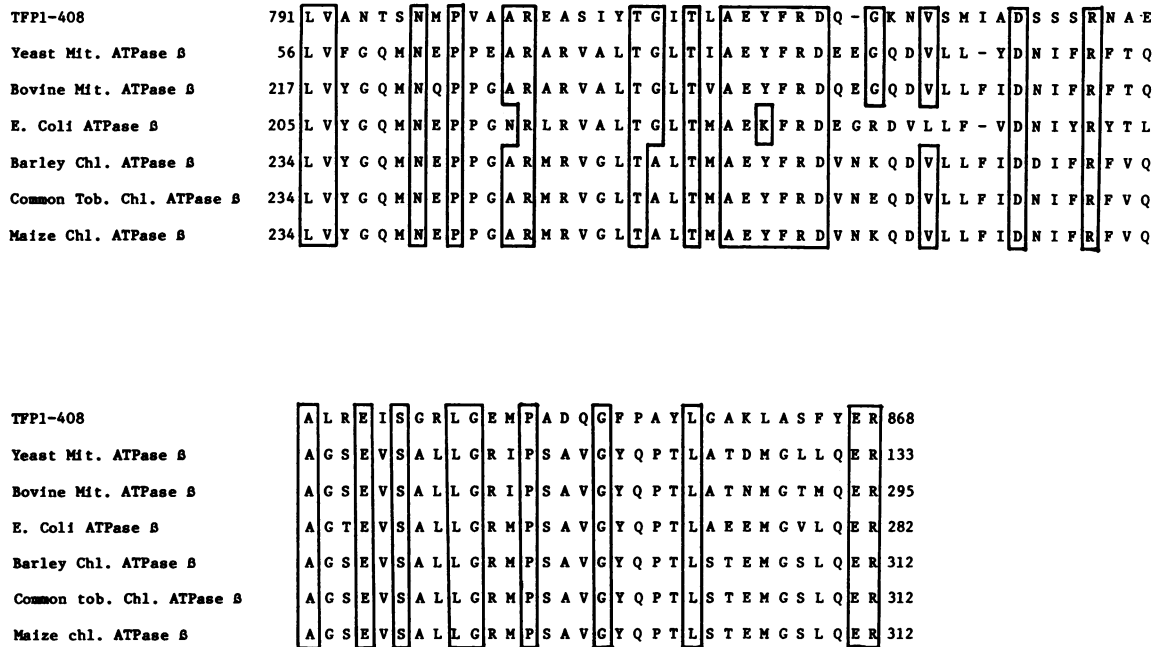 TFP1-408 791 L V A N T S N M P V A A R E A S I Y T G I T L A E Y F R D Q - G K N V S M I A D S S S R N A E
Yeast Mit. ATPase β 56 L V F G Q M N E P P E A R A R V A L T G L T I A E Y F R D E E G Q D V L L - Y D N I F R F T Q
Bovine Mit. ATPase β 217 L V Y G Q M N Q P P G A R A R V A L T G L T V A E Y F R D Q E G Q D V L L F I D N I F R F T Q
E. Coli ATPase β 205 L V Y G Q M N E P P G N R L R V A L T G L T M A E K F R D E G R D V L L F - V D N I Y R Y T L
Barley Chl. ATPase β 234 L V Y G Q M N E P P G A R M R V G L T A L T M A E Y F R D V N K Q D V L L F I D D I F R F V Q
Common Tob. Chl. ATPase β 234 L V Y G Q M N E P P G A R M R V G L T A L T M A E Y F R D V N E Q D V L L F I D N I F R F V Q
Maize Chl. ATPase β 234 L V Y G Q M N E P P G A R M R V G L T A L T M A E Y F R D V N K Q D V L L F I D N I F R F V Q
TFP1-408 A L R E I S G R L G E M P A D Q G F P A Y L G A K L A S F Y E R 868
Yeast Mit. ATPase β A G S E V S A L L G R I P S A V G Y Q P T L A T D M G L L Q E R 133
Bovine Mit. ATPase β A G S E V S A L L G R I P S A V G Y Q P T L A T N M G T M Q E R 295
E. Coli ATPase β A G T E V S A L L G R M P S A V G Y Q P T L A E E M G V L Q E R 282
Barley Chl. ATPase β A G S E V S A L L G R M P S A V G Y Q P T L S T E M G S L Q E R 312
Common tob. Chl. ATPase β A G S E V S A L L G R M P S A V G Y Q P T L S T E M G S L Q E R 312
Maize chl. ATPase β A G S E V S A L L G R M P S A V G Y Q P T L S T E M G S L Q E R 312